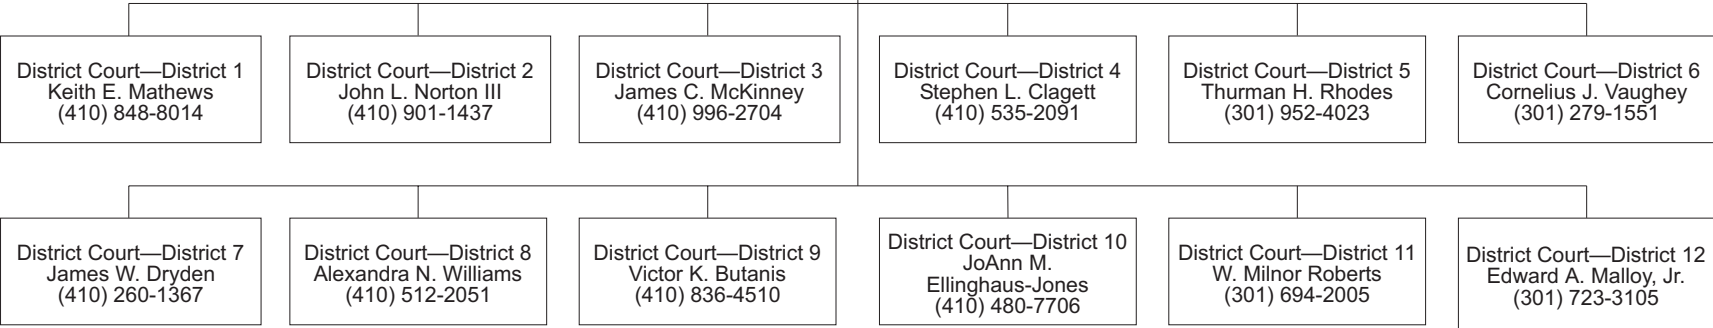 District Court—District 1
Keith E. Mathews
(410) 848-8014
District Court—District 2
John L. Norton III
(410) 901-1437
District Court—District 3
James C. McKinney
(410) 996-2704
District Court—District 4
Stephen L. Clagett
(410) 535-2091
District Court—District 5
Thurman H. Rhodes
(301) 952-4023
District Court—District 6
Cornelius J. Vaughey
(301) 279-1551
District Court—District 7
James W. Dryden
(410) 260-1367
District Court—District 8
Alexandra N. Williams
(410) 512-2051
District Court—District 9
Victor K. Butanis
(410) 836-4510
District Court—District 10
JoAnn M.
Ellinghaus-Jones
(410) 480-7706
District Court—District 11
W. Milnor Roberts
(301) 694-2005
District Court—District 12
Edward A. Malloy, Jr.
(301) 723-3105